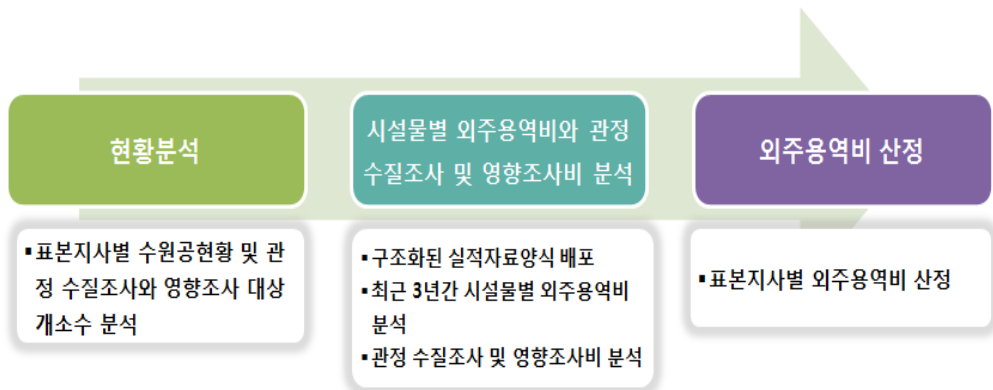 현황분석
▪표본지사별 수원공현황 및 관
정 수질조사와 영향조사 대상
개소수 분석
시설물별 외주용역비와 관정
수질조사 및 영향조사비 분석
▪구조화된 실적자료양식 배포
▪최근 3년간 시설물별 외주용역비
분석
▪관정 수질조사 및 영향조사비 분석
외주용역비 산정
▪표본지사별 외주용역비 산정